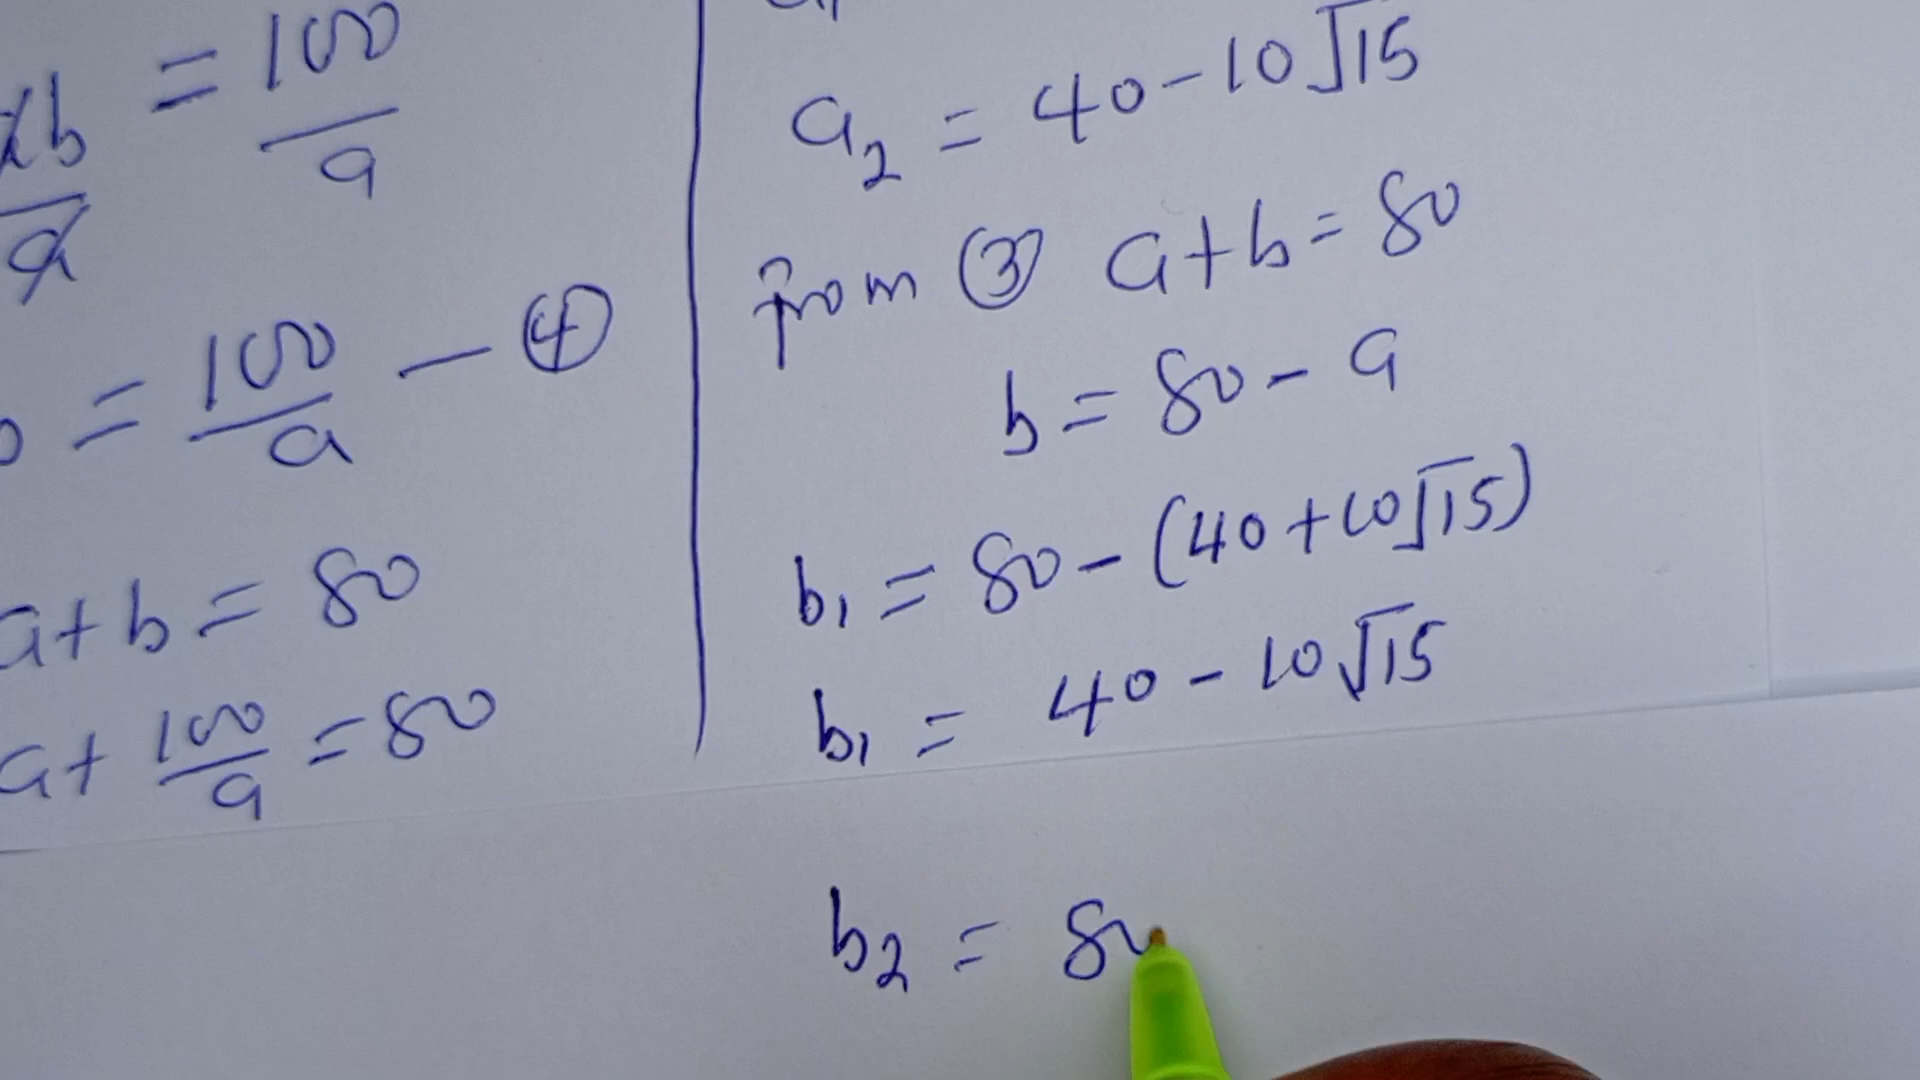 xb/a = 100/a
b = 100/a — ④
a+b = 80
a + 100/a = 80
a₂ = 40-10√15
from ③ a+b = 80
b = 80 - a
b₁ = 80 - (40+10√15)
b₁ = 40 - 10√15
b₂ = 80